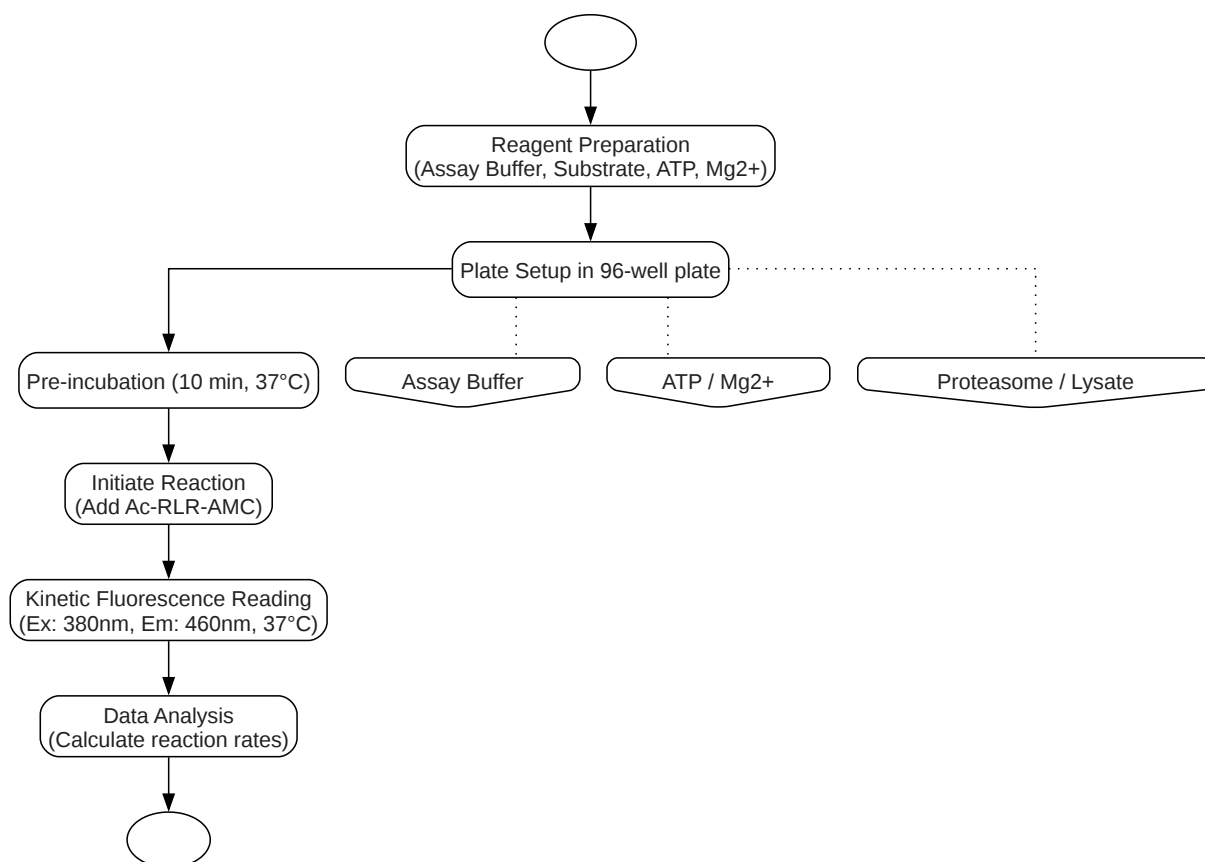 Reagent Preparation
(Assay Buffer, Substrate, ATP, Mg2+)
Plate Setup in 96-well plate
Pre-incubation (10 min, 37°C)
Assay Buffer
ATP / Mg2+
Proteasome / Lysate
Initiate Reaction
(Add Ac-RLR-AMC)
Kinetic Fluorescence Reading
(Ex: 380nm, Em: 460nm, 37°C)
Data Analysis
(Calculate reaction rates)